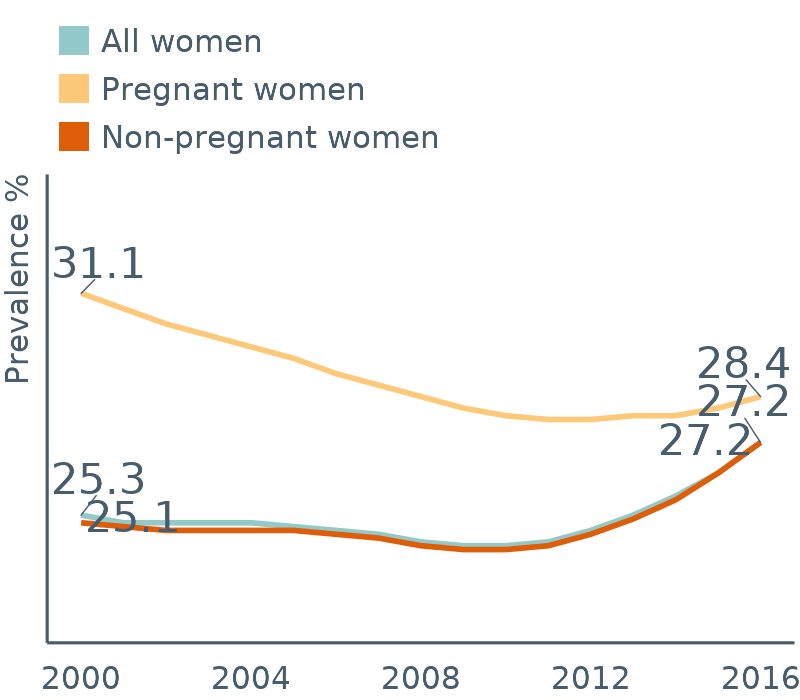 All women
Pregnant women
Non-pregnant women
Prevalence %
31.1
28.4
27.2
27.2
25.3
25.1
2000 2004 2008 2012 2016